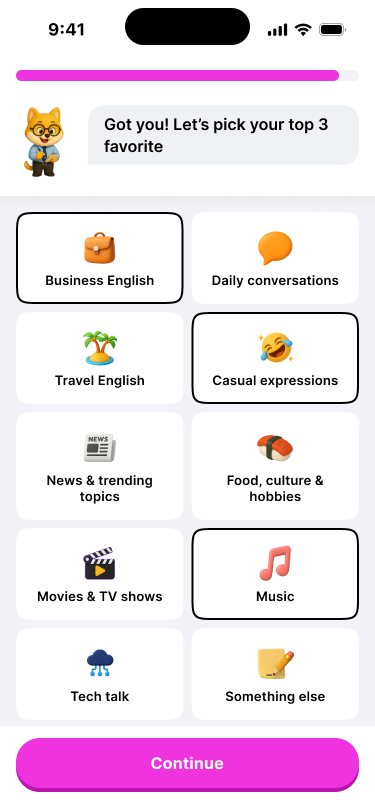 9:41
Got you! Let’s pick your top 3
favorite
Business English
Daily conversations
Travel English
Casual expressions
NEWS
News & trending
topics
Food, culture &
hobbies
Movies & TV shows
Music
Tech talk
Something else
Continue